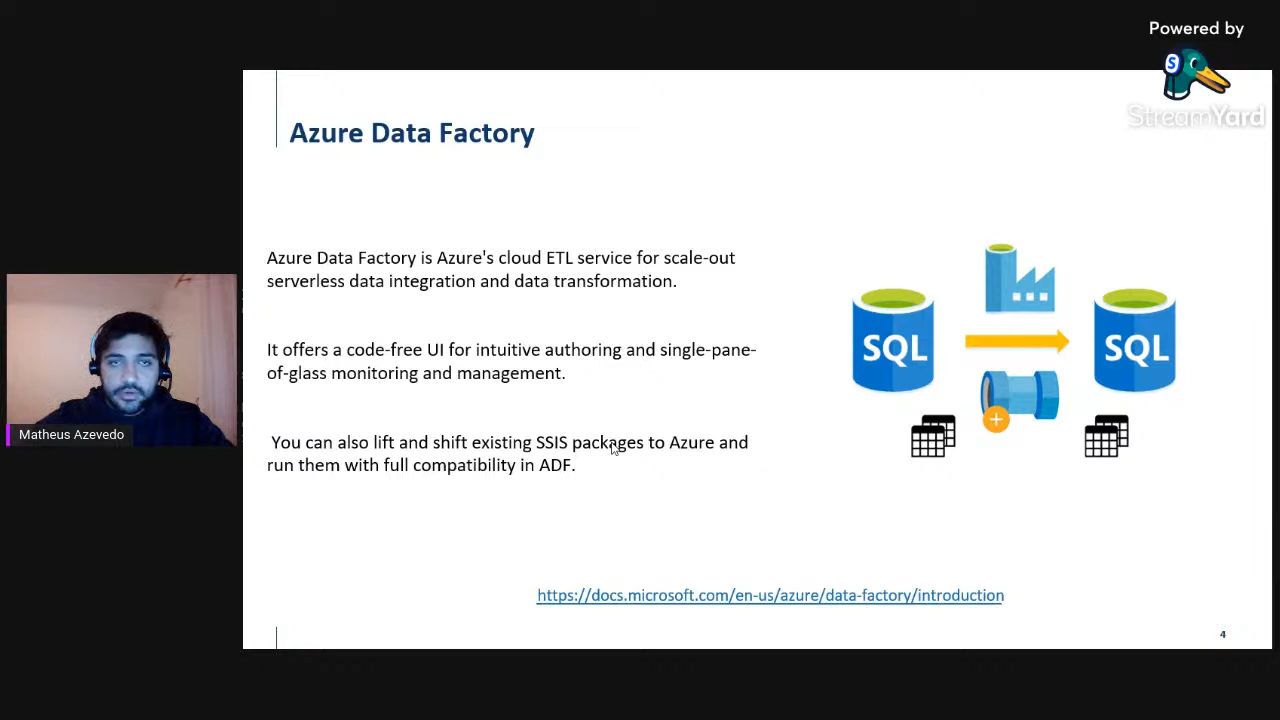 Powered by
S
StreamYard
Azure Data Factory
Azure Data Factory is Azure's cloud ETL service for scale-out
serverless data integration and data transformation.
It offers a code-free UI for intuitive authoring and single-pane-
of-glass monitoring and management.
You can also lift and shift existing SSIS packages to Azure and
run them with full compatibility in ADF.
SQL
SQL
Matheus Azevedo
https://docs.microsoft.com/en-us/azure/data-factory/introduction
4